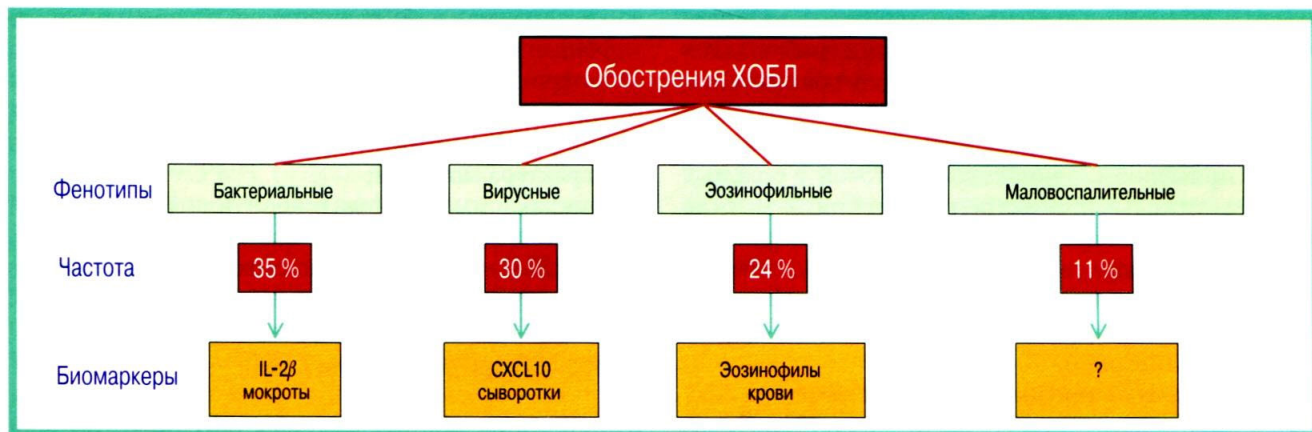 Обострения ХОБЛ
Фенотипы
Бактериальные
Вирусные
Эозинофильные
Маловоспалительные
Частота
35 %
30 %
24 %
11 %
Биомаркеры
IL-2β
мокроты
CXCL10
сыворотки
Эозинофилы
крови
?